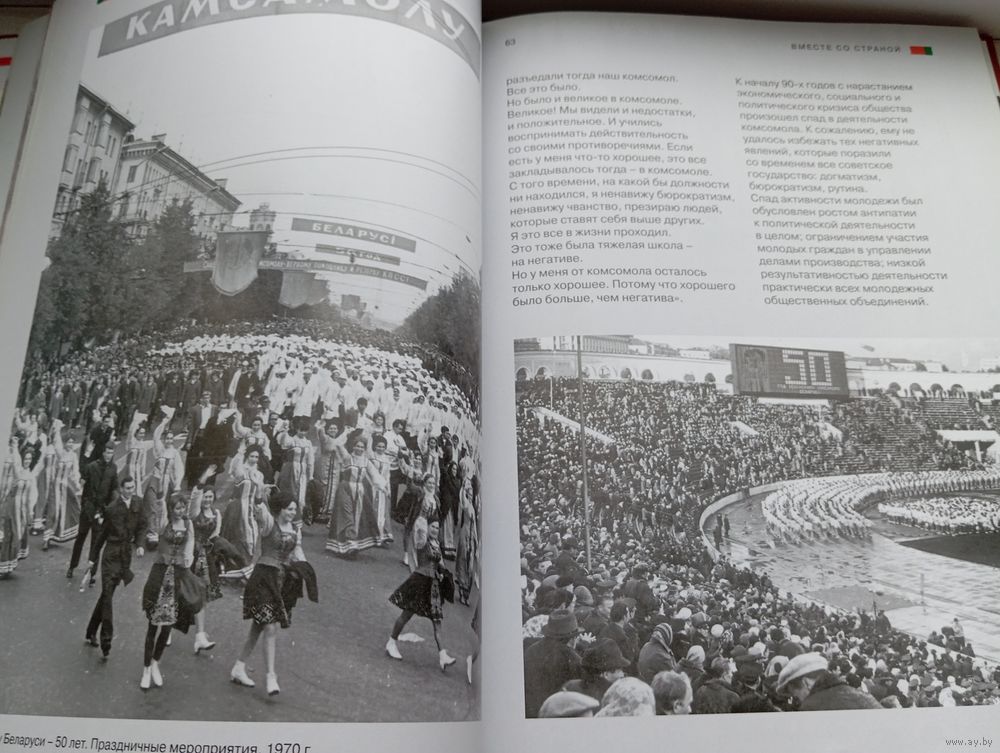 КАМСАМОЛУ
БЕЛАРУСІ
63
ВМЕСТЕ СО СТРАНОЙ
разъедали тогда наш комсомол.
Все это было.
Но было и великое в комсомоле.
Великое! Мы видели и недостатки,
и положительное. И учились
воспринимать действительность
со своими противоречиями. Если
есть у меня что-то хорошее, это все
закладывалось тогда – в комсомоле.
С того времени, на какой бы должности
ни находился, я ненавижу бюрократизм,
ненавижу чванство, презираю людей,
которые ставят себя выше других.
Я это все в жизни проходил.
Это тоже была тяжелая школа –
на негативе.
Но у меня от комсомола осталось
только хорошее. Потому что хорошего
было больше, чем негатива».
К началу 90-х годов с нарастанием
экономического, социального и
политического кризиса общества
произошел спад в деятельности
комсомола. К сожалению, ему не
удалось избежать тех негативных
явлений, которые поразили
со временем все советское
государство: догматизм,
бюрократизм, рутина.
Спад активности молодежи был
обусловлен ростом антипатии
к политической деятельности
в целом; ограничением участия
молодых граждан в управлении
делами производства; низкой
результативностью деятельности
практически всех молодежных
общественных объединений.
50
Беларуси – 50 лет. Праздничные мероприятия. 1970 г.
www.ay.by